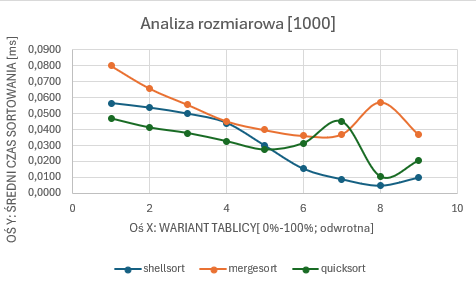 Analiza rozmiarowa [1000]
Oś Y: ŚREDNI CZAS SORTOWANIA [ms]
0,0900
0,0800
0,0700
0,0600
0,0500
0,0400
0,0300
0,0200
0,0100
0,0000
0 2 4 6 8 10
Oś X: WARIANT TABLICY[ 0%-100%; odwrotna]
shellsort mergesort quicksort